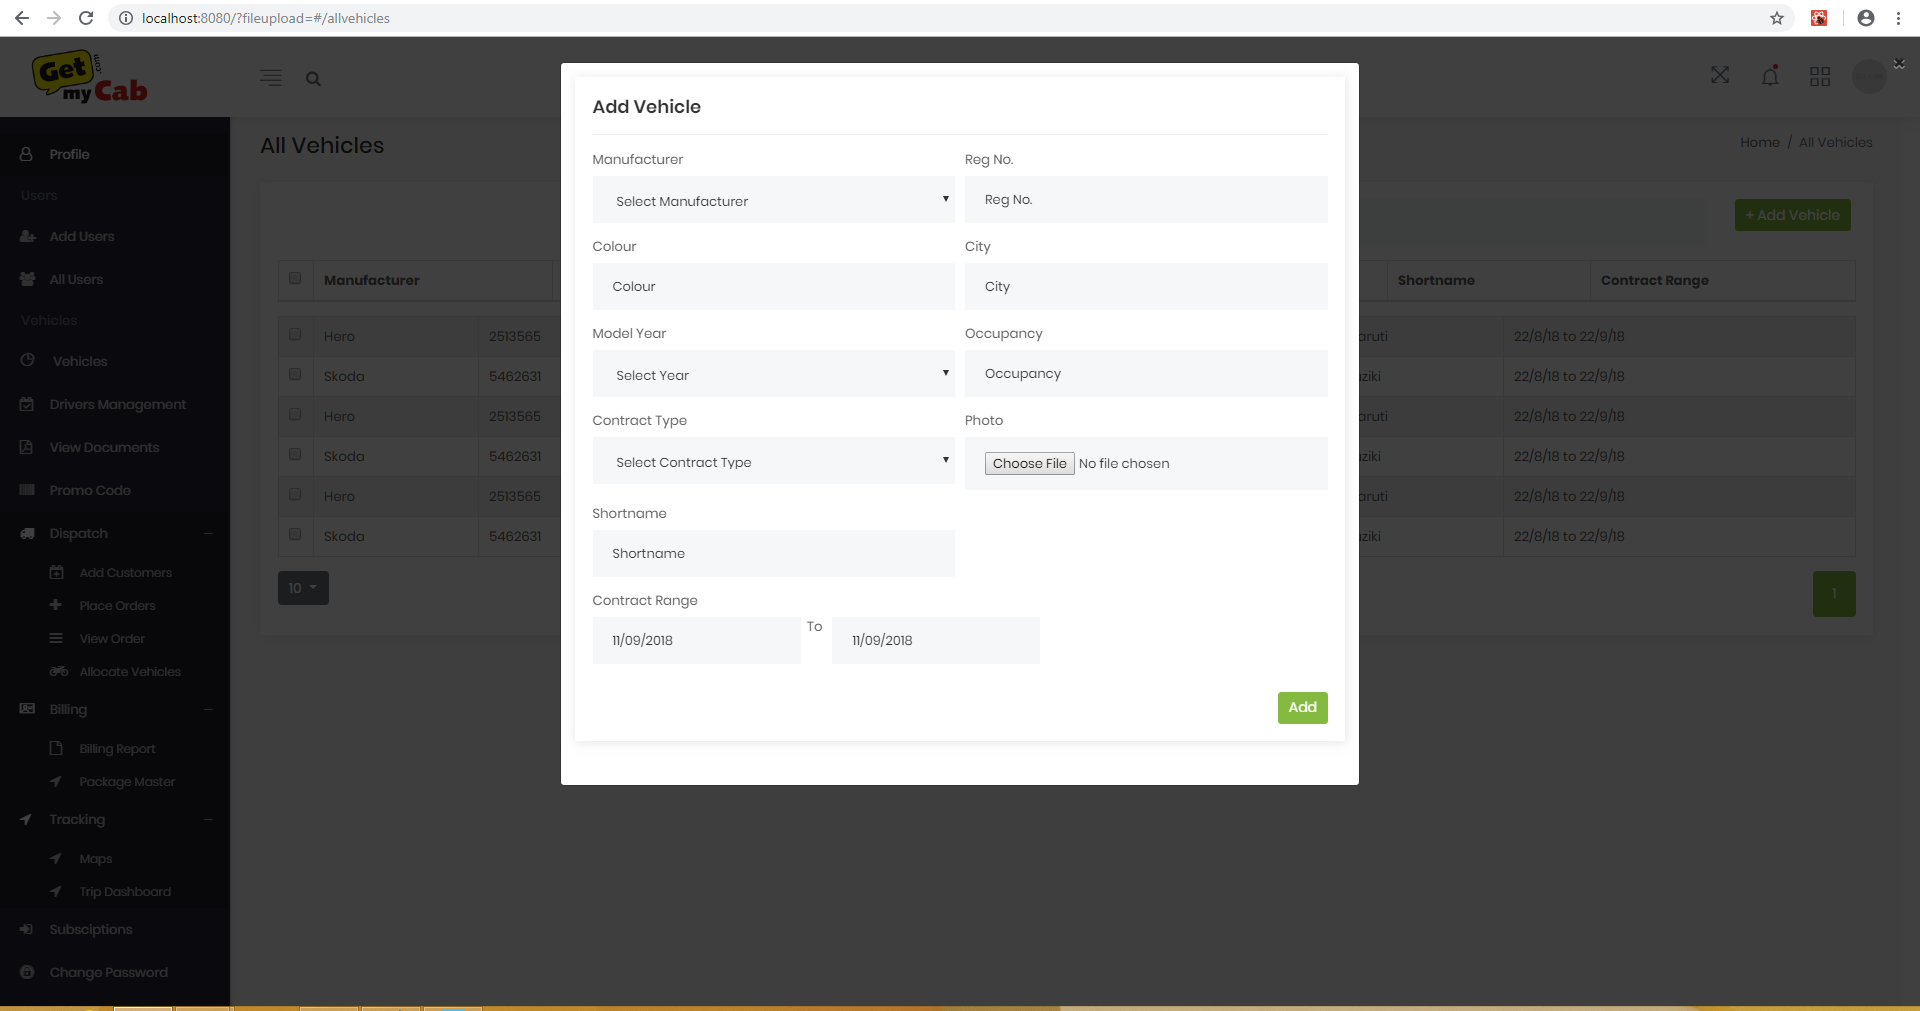 localhost:8080/?fileupload=#/allvehicles
Get
.com
my Cab
All Vehicles
Home / All Vehicles
Profile
Users
Add Users
All Users
Vehicles
Vehicles
Drivers Management
View Documents
Promo Code
Dispatch
Add Customers
Place Orders
View Order
Allocate Vehicles
Billing
Billing Report
Package Master
Tracking
Maps
Trip Dashboard
Subsciptions
Change Password
+ Add Vehicle
Manufacturer Shortname Contract Range
Hero 2513565 aruti 22/8/18 to 22/9/18
Skoda 5462631 ziki 22/8/18 to 22/9/18
Hero 2513565 aruti 22/8/18 to 22/9/18
Skoda 5462631 ziki 22/8/18 to 22/9/18
Hero 2513565 aruti 22/8/18 to 22/9/18
Skoda 5462631 ziki 22/8/18 to 22/9/18
10
1
Add Vehicle
Manufacturer Reg No.
Select Manufacturer Reg No.
Colour City
Colour City
Model Year Occupancy
Select Year Occupancy
Contract Type Photo
Select Contract Type Choose File No file chosen
Shortname
Shortname
Contract Range
11/09/2018 To 11/09/2018
Add